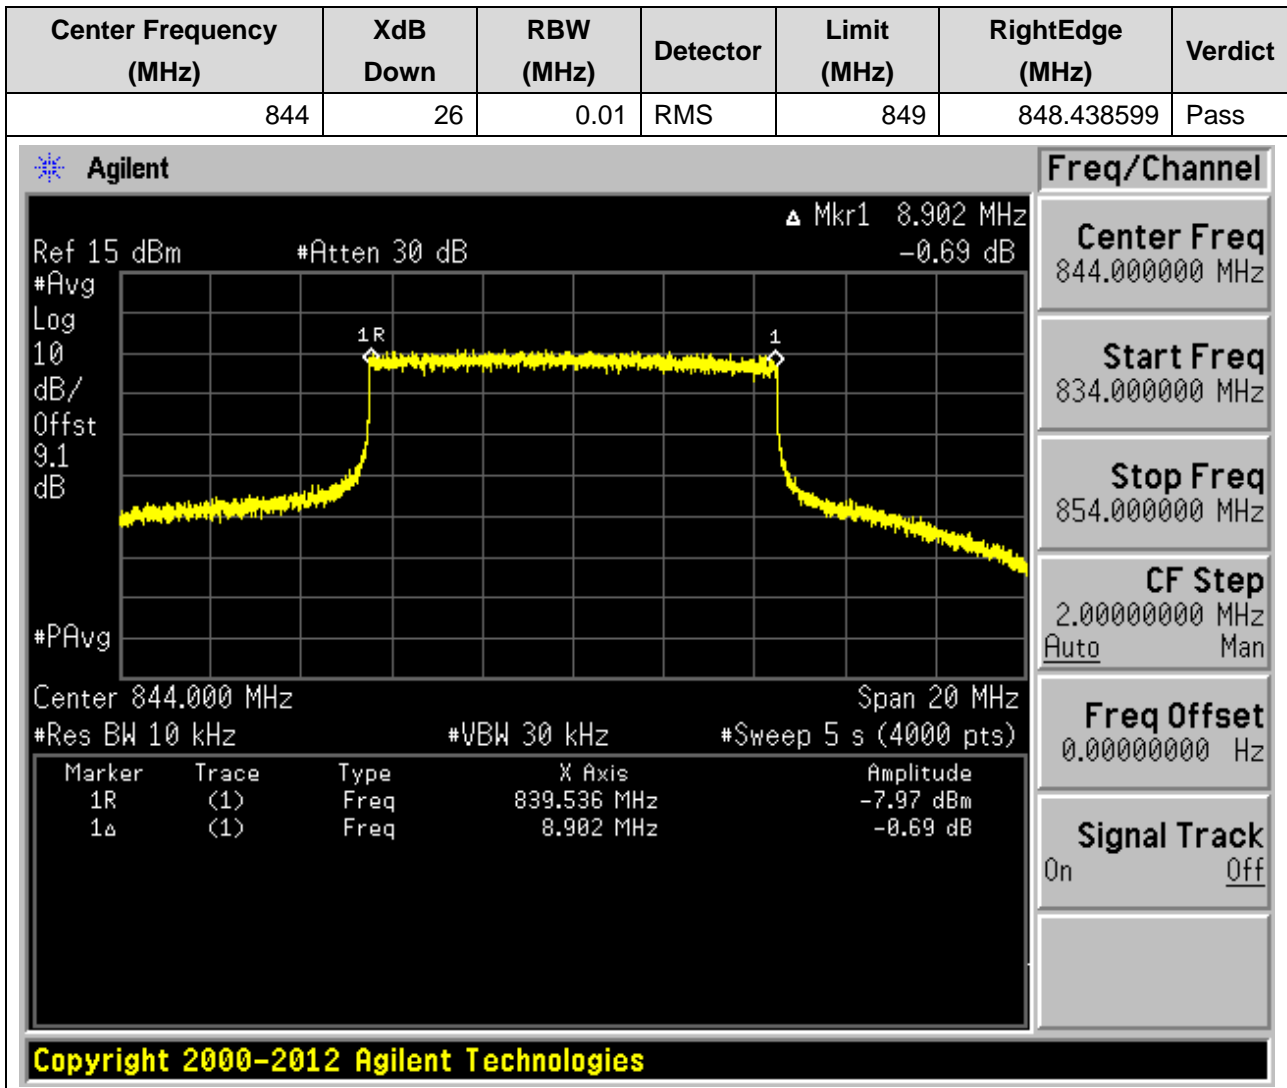 Center Frequency (MHz) XdB Down RBW (MHz) Detector Limit (MHz) RightEdge (MHz) Verdict
844 26 0.01 RMS 849 848.438599 Pass
Agilent
Freq/Channel
Δ Mkr1 8.902 MHz
Ref 15 dBm #Atten 30 dB -0.69 dB
#Avg
Log
10
dB/
Offst
9.1
dB
1R
1
#PAvg
Center 844.000 MHz Span 20 MHz
#Res BW 10 kHz #VBW 30 kHz #Sweep 5 s (4000 pts)
Marker Trace Type X Axis Amplitude
1R (1) Freq 839.536 MHz -7.97 dBm
1Δ (1) Freq 8.902 MHz -0.69 dB
Center Freq
844.000000 MHz
Start Freq
834.000000 MHz
Stop Freq
854.000000 MHz
CF Step
2.00000000 MHz
Auto Man
Freq Offset
0.00000000 Hz
Signal Track
On Off
Copyright 2000-2012 Agilent Technologies